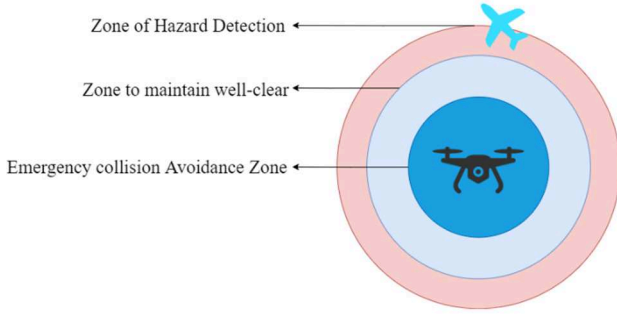 Zone of Hazard Detection
Zone to maintain well-clear
Emergency collision Avoidance Zone